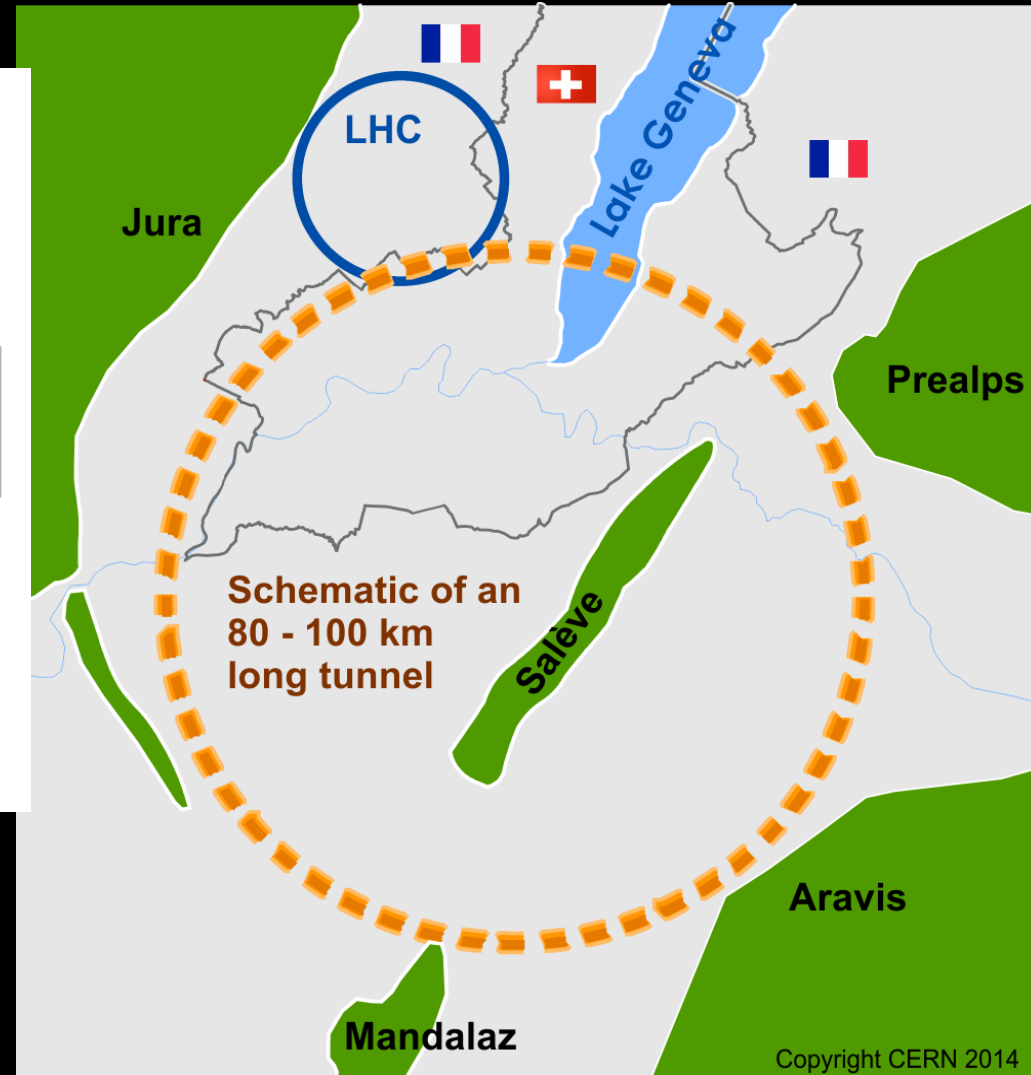 LHC
Lake Geneva
Jura
Prealps
Schematic of an
80 - 100 km
long tunnel
Salève
Aravis
Mandalaz
Copyright CERN 2014